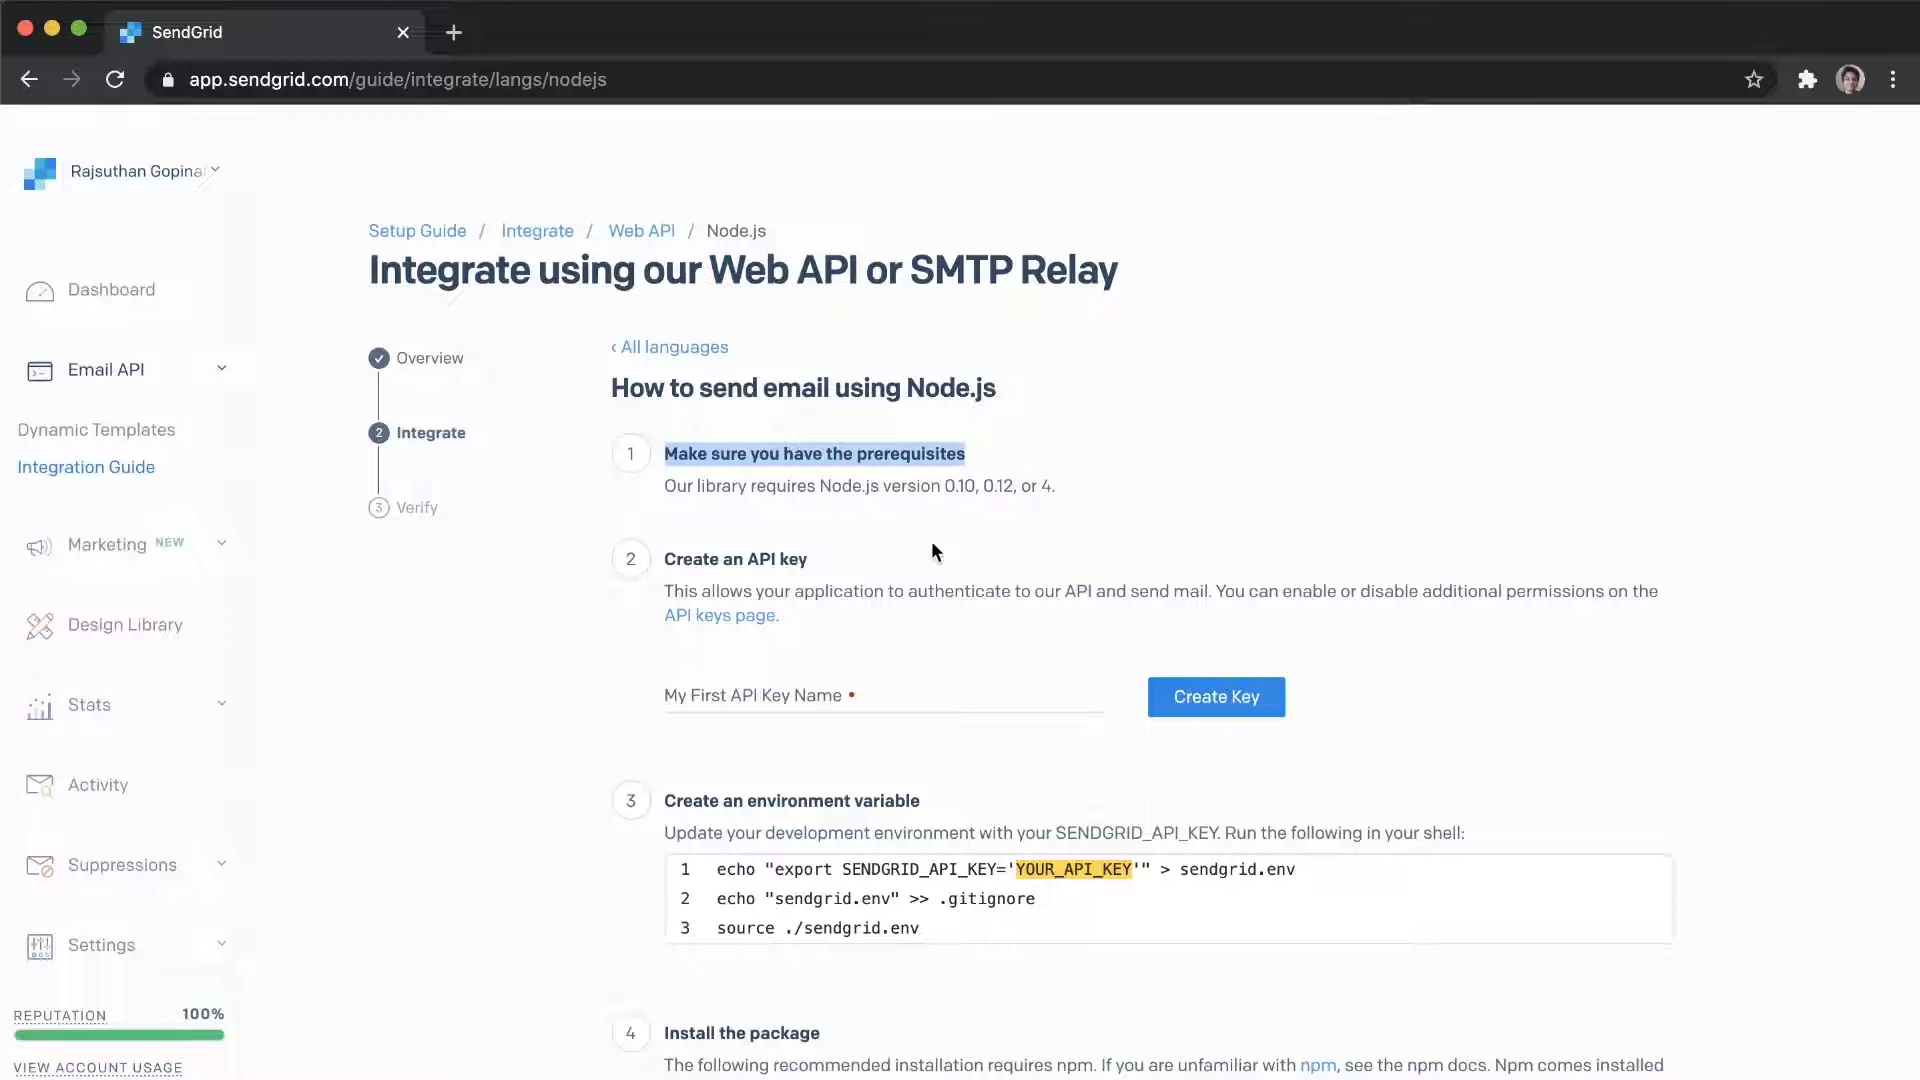 SendGrid
app.sendgrid.com/guide/integrate/langs/nodejs
Rajsuthan Gopina
Dashboard
Email API
Dynamic Templates
Integration Guide
Marketing NEW
Design Library
Stats
Activity
Suppressions
Settings
REPUTATION 100%
VIEW ACCOUNT USAGE
Setup Guide / Integrate / Web API / Node.js
Integrate using our Web API or SMTP Relay
Overview
2 Integrate
3 Verify
‹ All languages
How to send email using Node.js
1 Make sure you have the prerequisites
Our library requires Node.js version 0.10, 0.12, or 4.
2 Create an API key
This allows your application to authenticate to our API and send mail. You can enable or disable additional permissions on the
API keys page.
My First API Key Name •
Create Key
3 Create an environment variable
Update your development environment with your SENDGRID_API_KEY. Run the following in your shell:
1 echo "export SENDGRID_API_KEY='YOUR_API_KEY'" > sendgrid.env
2 echo "sendgrid.env" >> .gitignore
3 source ./sendgrid.env
4 Install the package
The following recommended installation requires npm. If you are unfamiliar with npm, see the npm docs. Npm comes installed